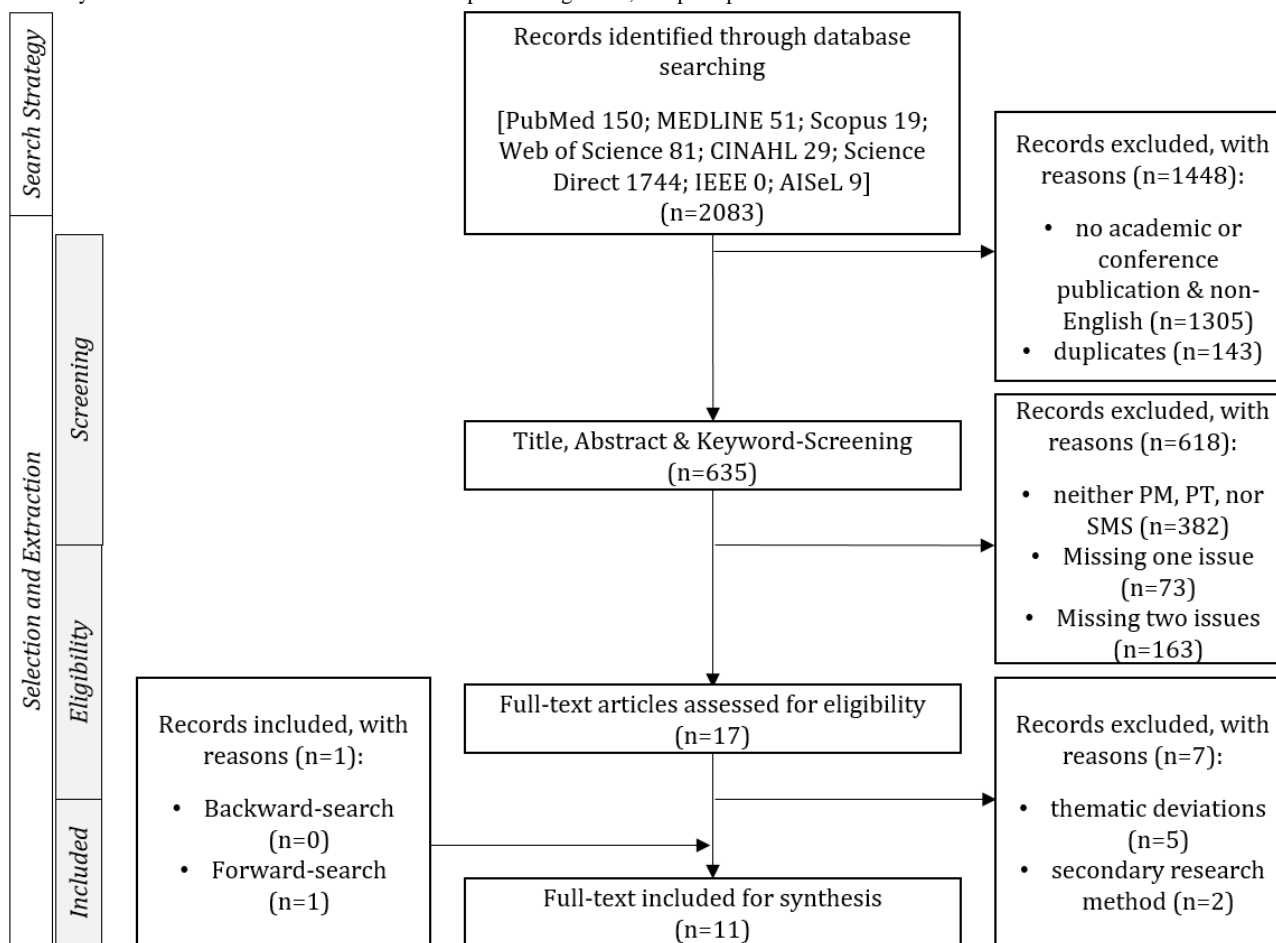 Search Strategy
Records identified through database
searching
[PubMed 150; MEDLINE 51; Scopus 19;
Web of Science 81; CINAHL 29; Science
Direct 1744; IEEE 0; AISeL 9]
(n=2083)
Records excluded, with
reasons (n=1448):
• no academic or
conference
publication & non-
English (n=1305)
• duplicates (n=143)
Selection and Extraction
Screening
Title, Abstract & Keyword-Screening
(n=635)
Records excluded, with
reasons (n=618):
• neither PM, PT, nor
SMS (n=382)
• Missing one issue
(n=73)
• Missing two issues
(n=163)
Eligibility
Full-text articles assessed for eligibility
(n=17)
Records included, with
reasons (n=1):
• Backward-search
(n=0)
• Forward-search
(n=1)
Records excluded, with
reasons (n=7):
• thematic deviations
(n=5)
• secondary research
method (n=2)
Included
Full-text included for synthesis
(n=11)